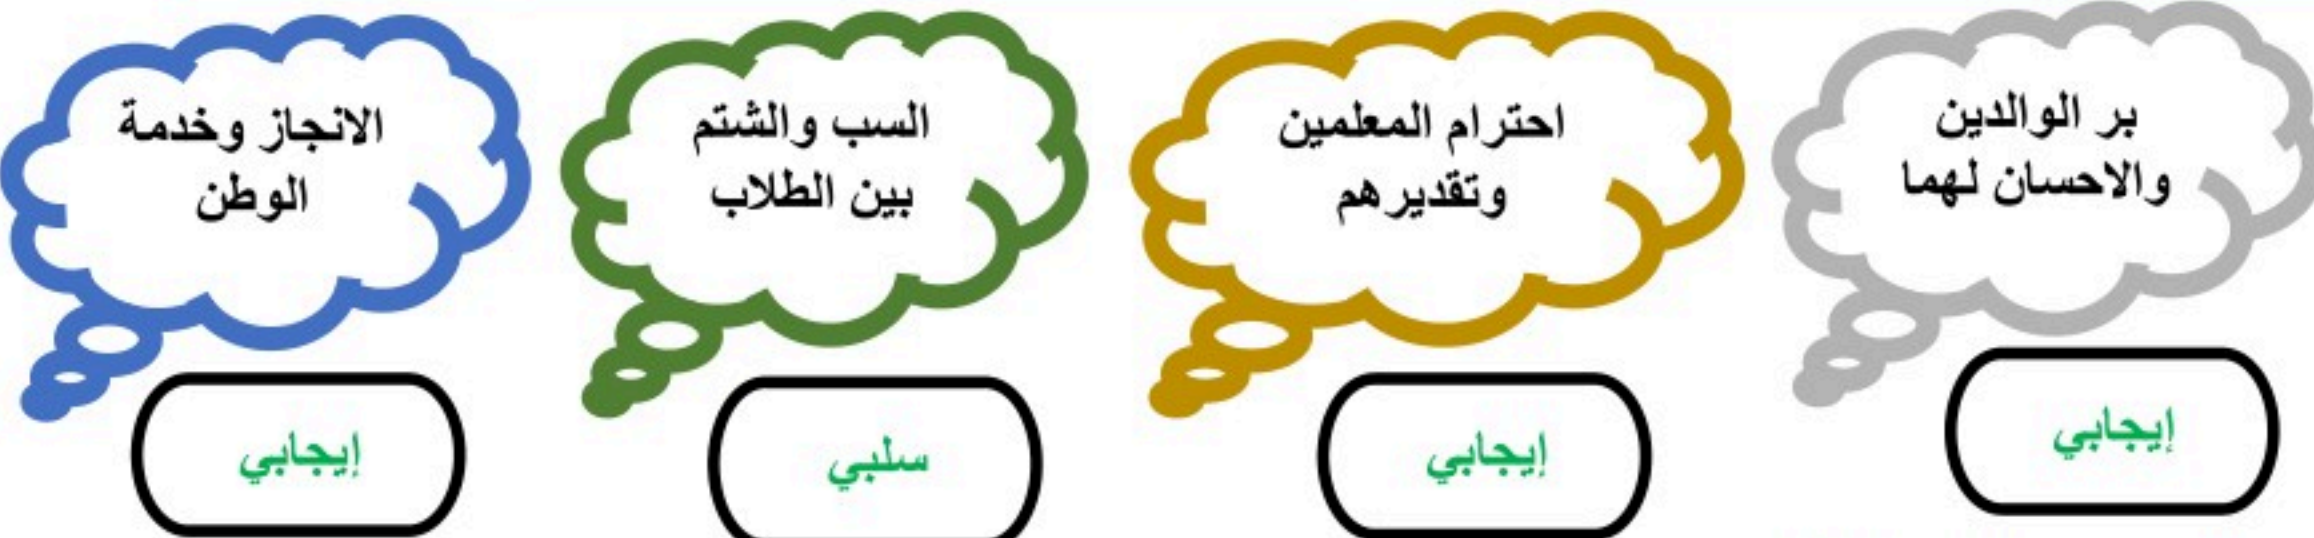 بر الوالدين
والاحسان لهما
إيجابي
احترام المعلمين
وتقديرهم
إيجابي
السب والشتم
بين الطلاب
سلبي
الانجاز وخدمة
الوطن
إيجابي